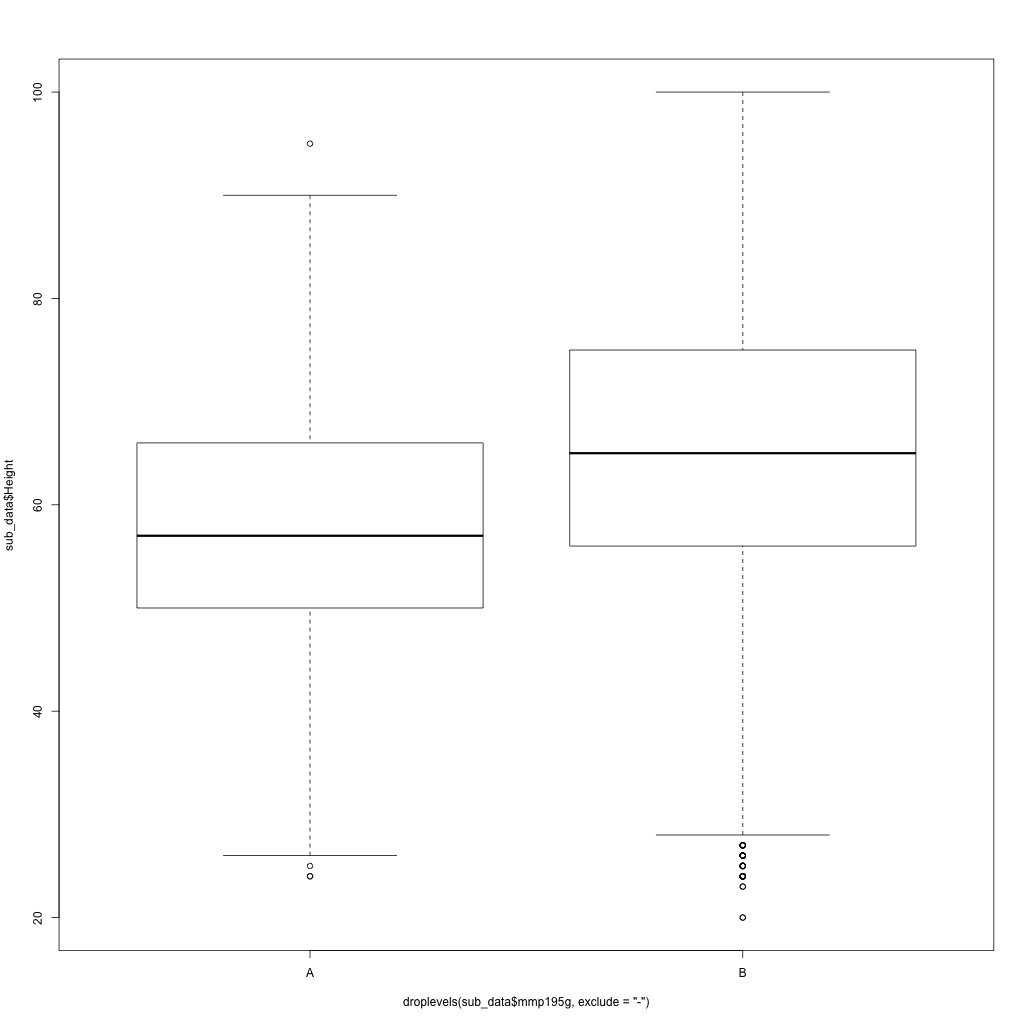 100
80
60
40
20
sub_data$Height
A B
droplevels(sub_data$mmp195g, exclude = "-")